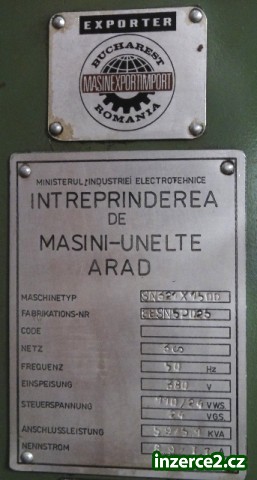 EXPORTER
BUCHAREST
MASINEXPORTIMPORT
ROMANIA
MINISTERUL INDUSTRIEI ELECTROTEHNICE
INTREPRINDEREA
DE
MASINI-UNELTE
ARAD
MASCHINETYP
FABRIKATIONS-NR
CODE
NETZ
FREQUENZ 50 Hz
EINSPEISUNG 380 V
STEUERSPANNUNG VWS.
24 VGS.
ANSCHLUSSLEISTUNG KVA
NENNSTROM
inzerce2.cz